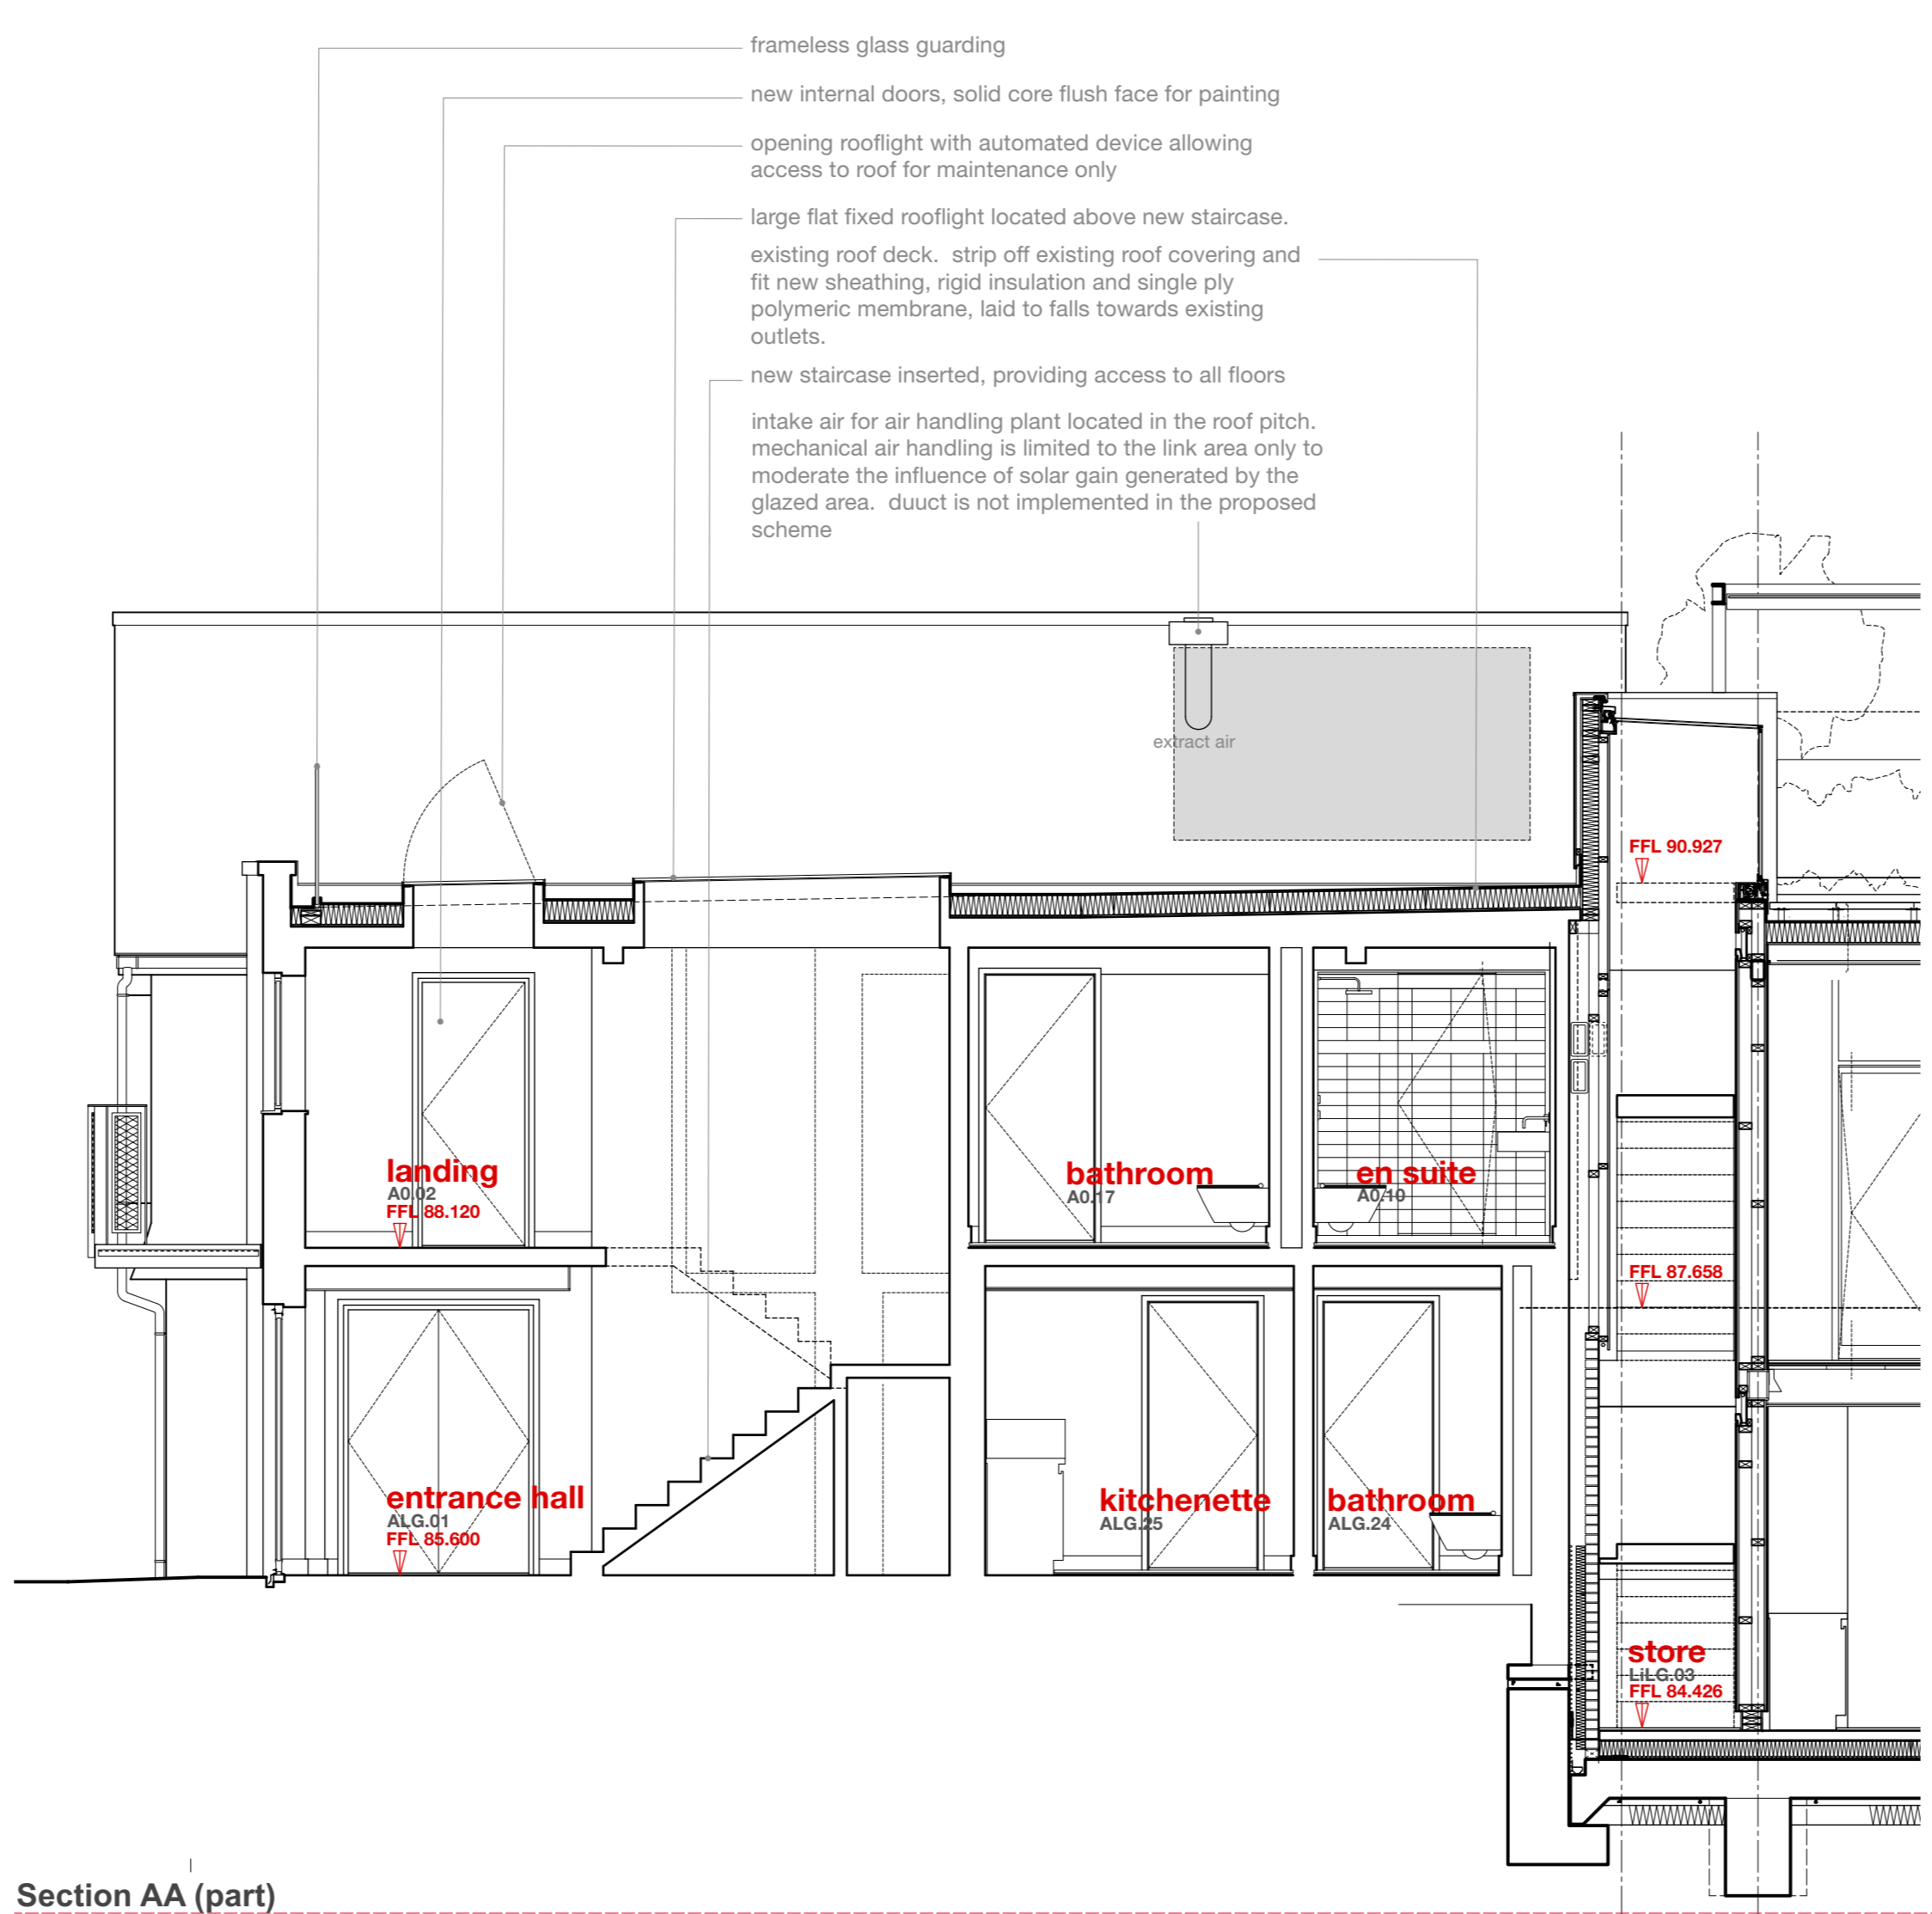 frameless glass guarding
new internal doors, solid core flush face for painting
opening rooflight with automated device allowing
access to roof for maintenance only
large flat fixed rooflight located above new staircase.
existing roof deck.  strip off existing roof covering and
fit new sheathing, rigid insulation and single ply
polymeric membrane, laid to falls towards existing
outlets.
new staircase inserted, providing access to all floors
intake air for air handling plant located in the roof pitch.
mechanical air handling is limited to the link area only to
moderate the influence of solar gain generated by the
glazed area.  duuct is not implemented in the proposed
scheme
extract air
FFL 90.927
landing
A0.02
FFL 88.120
bathroom
A0.17
en suite
A0.10
FFL 87.658
entrance hall
ALG.01
FFL 85.600
kitchenette
ALG.25
bathroom
ALG.24
store
LiLG.03
FFL 84.426
Section AA (part)